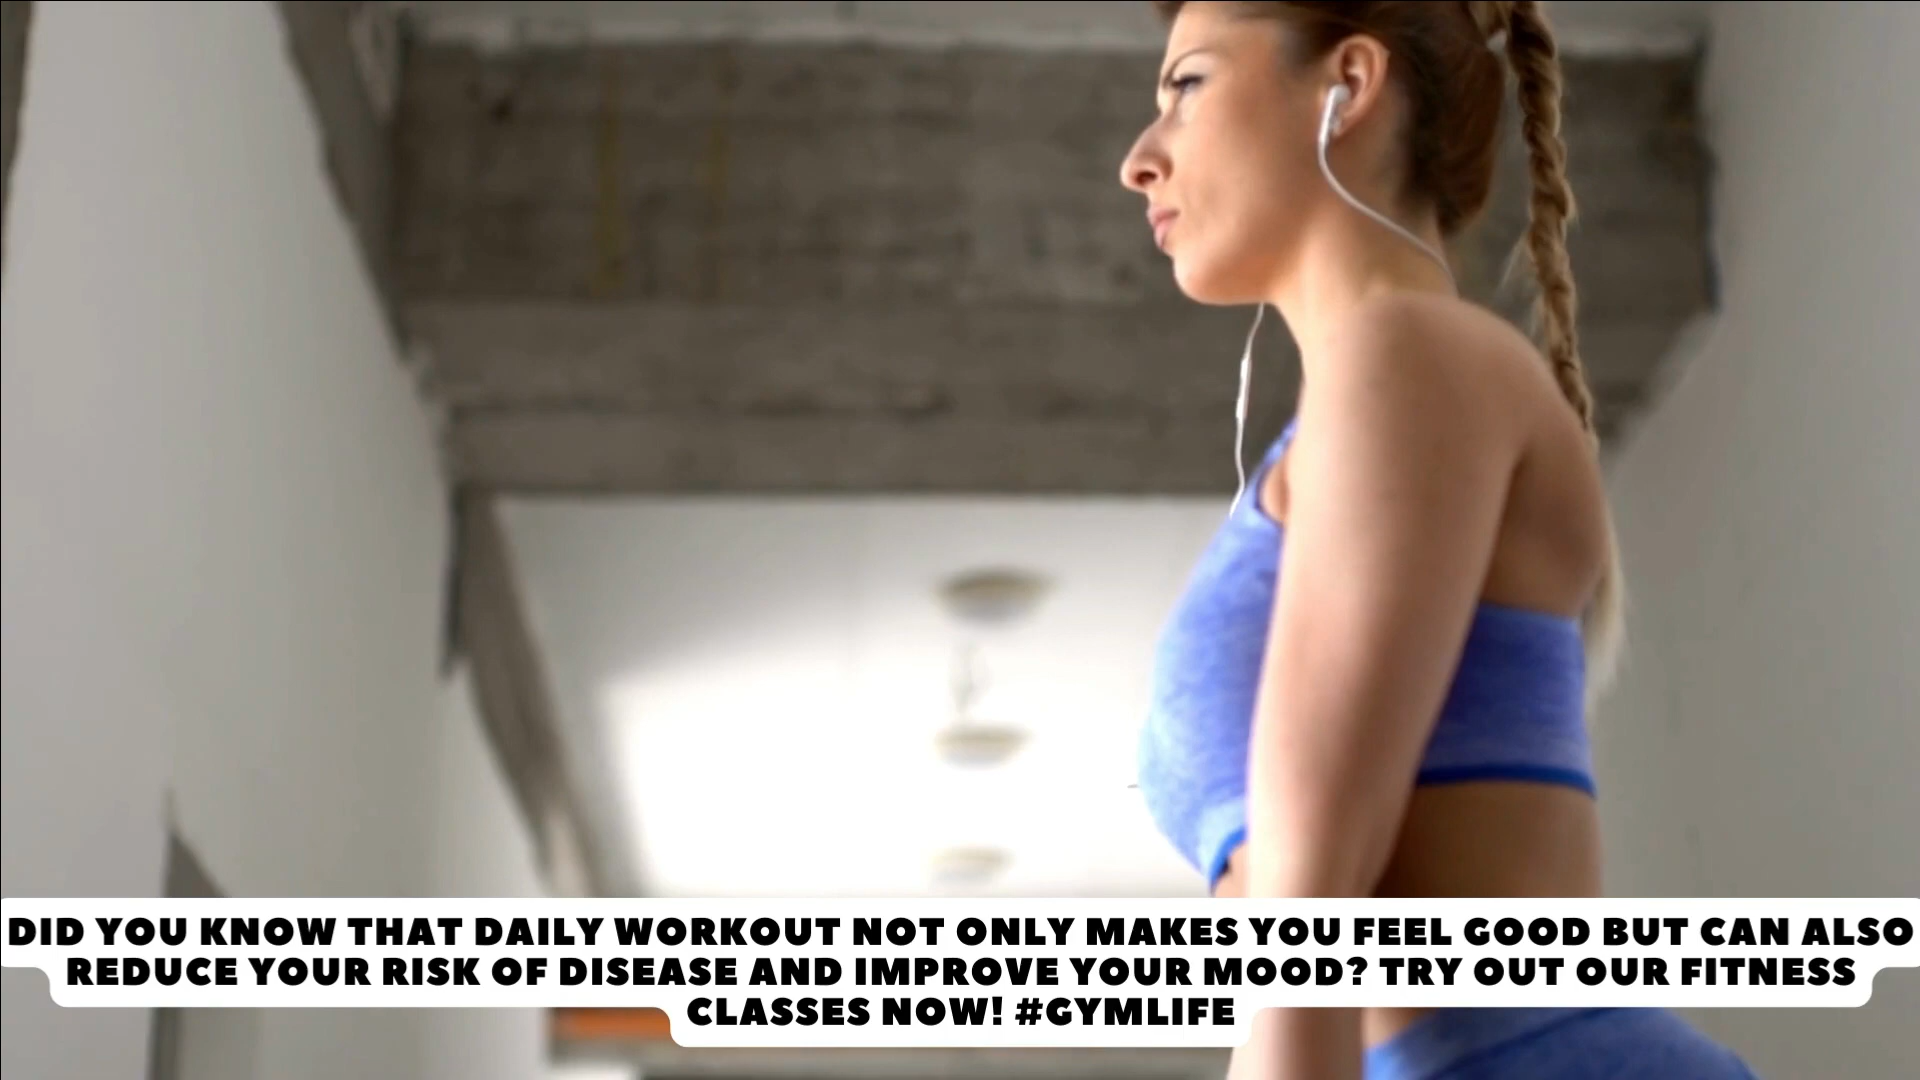 DID YOU KNOW THAT DAILY WORKOUT NOT ONLY MAKES YOU FEEL GOOD BUT CAN ALSO
REDUCE YOUR RISK OF DISEASE AND IMPROVE YOUR MOOD? TRY OUT OUR FITNESS
CLASSES NOW! #GYMLIFE